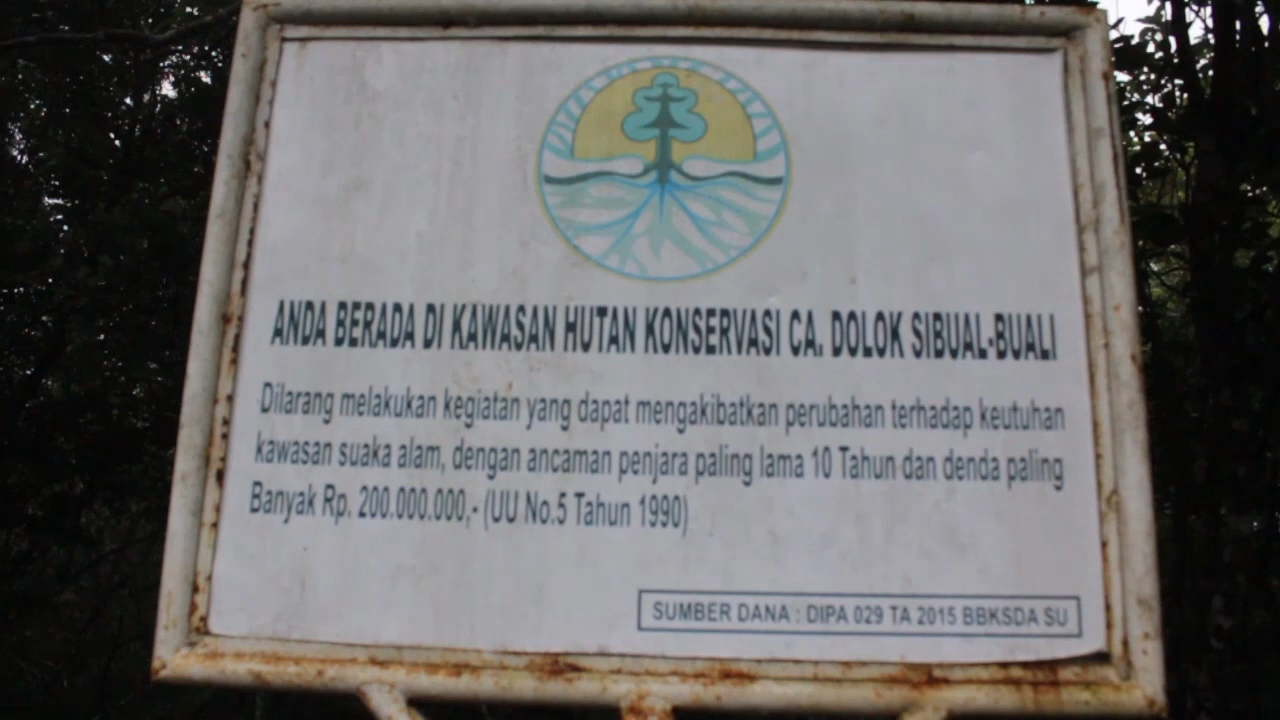 ANDA BERADA DI KAWASAN HUTAN KONSERVASI CA. DOLOK SIBUAL-BUALI
Dilarang melakukan kegiatan yang dapat mengakibatkan perubahan terhadap keutuhan
kawasan suaka alam, dengan ancaman penjara paling lama 10 Tahun dan denda paling
Banyak Rp. 200.000.000,- (UU No.5 Tahun 1990)
SUMBER DANA : DIPA 029 TA 2015 BBKSDA SU